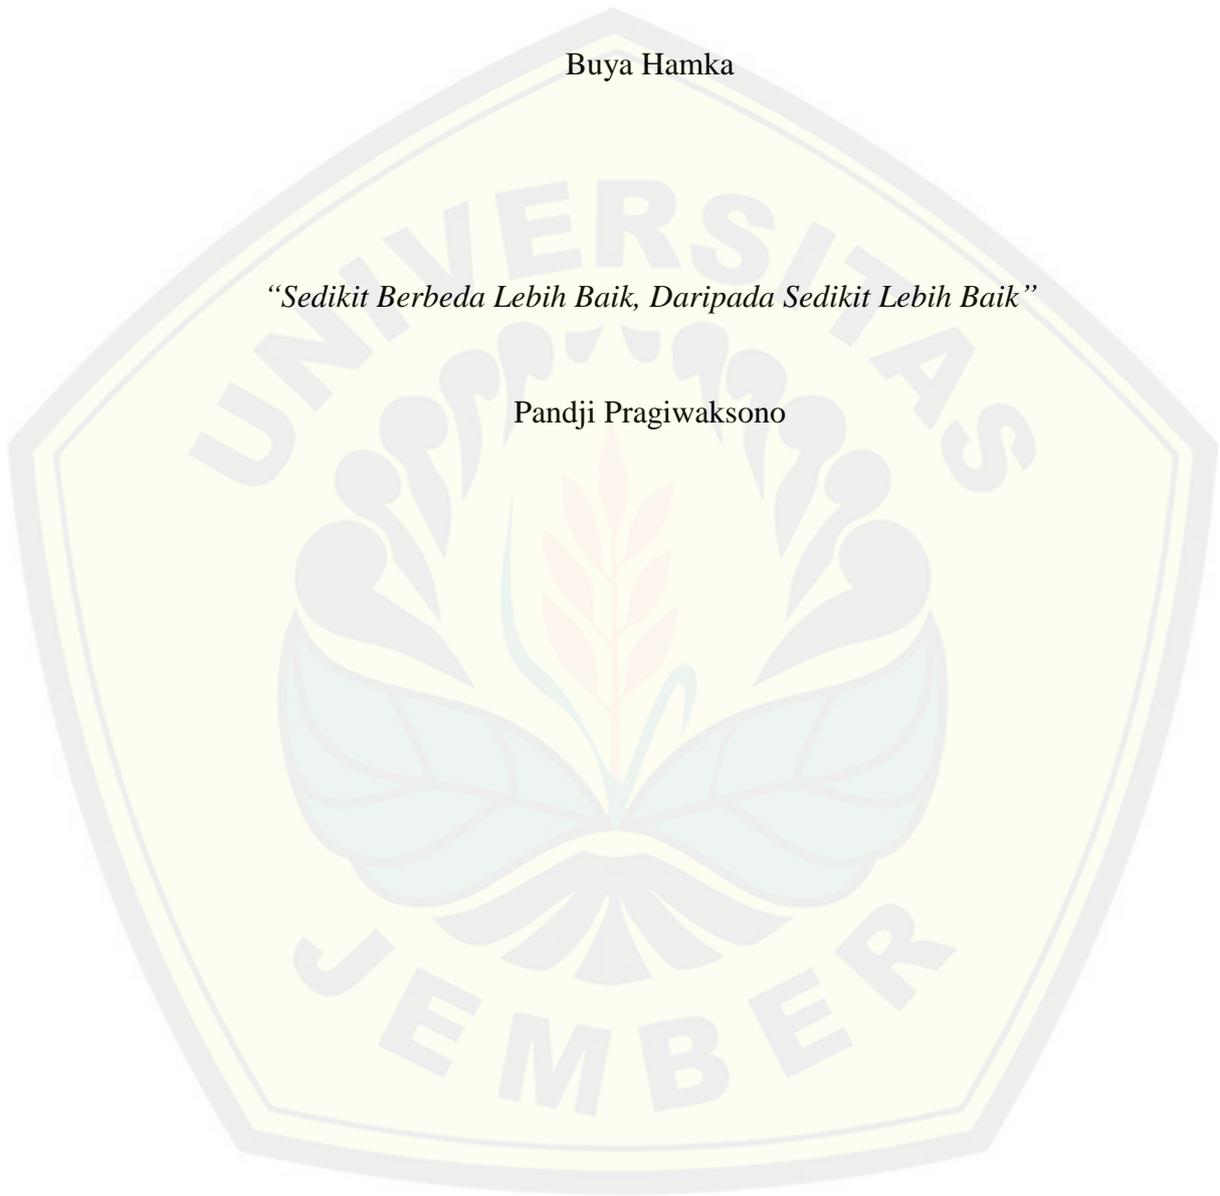 Buya Hamka
UNIVERSITAS
“Sedikit Berbeda Lebih Baik, Daripada Sedikit Lebih Baik”
Pandji Pragiwaksono
JEMBER